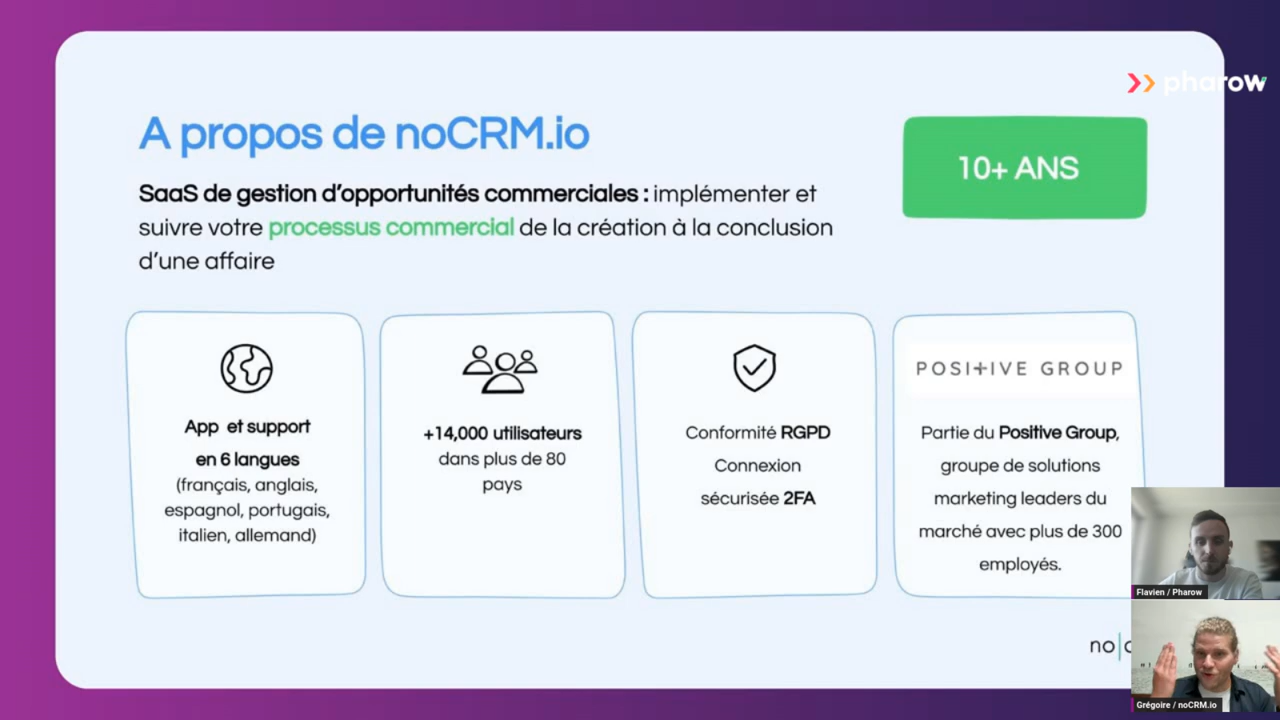 pharow
A propos de noCRM.io
10+ ANS
SaaS de gestion d’opportunités commerciales : implémenter et
suivre votre processus commercial de la création à la conclusion
d’une affaire
App et support
en 6 langues
(français, anglais,
espagnol, portugais,
italien, allemand)
+14,000 utilisateurs
dans plus de 80
pays
Conformité RGPD
Connexion
sécurisée 2FA
POSITIVE GROUP
Partie du Positive Group,
groupe de solutions
marketing leaders du
marché avec plus de 300
employés.
Flavien / Pharow
no
Grégoire / noCRM.io